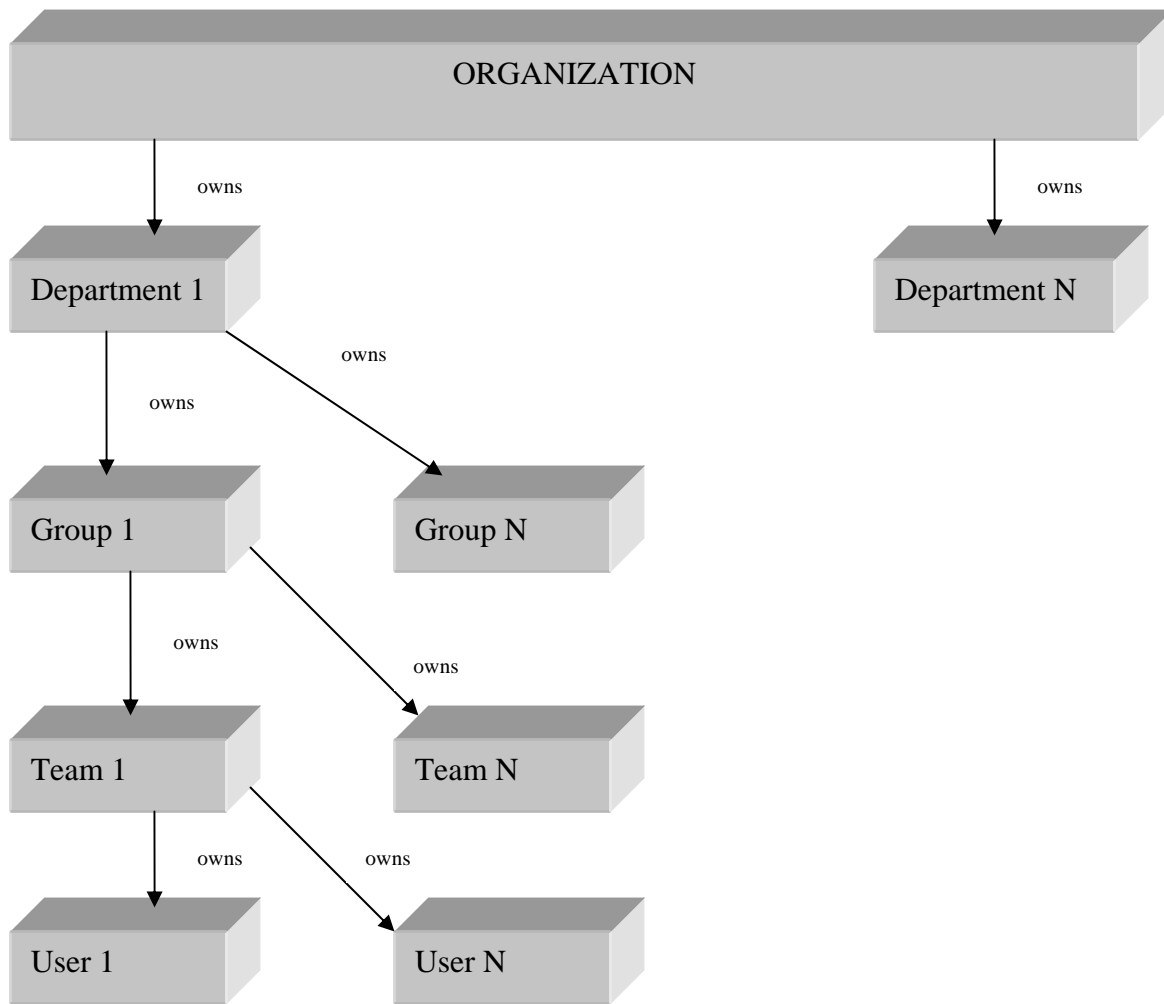 ORGANIZATION
owns
owns
Department 1
Department N
owns
owns
Group 1
Group N
owns
owns
Team 1
Team N
owns
owns
User 1
User N